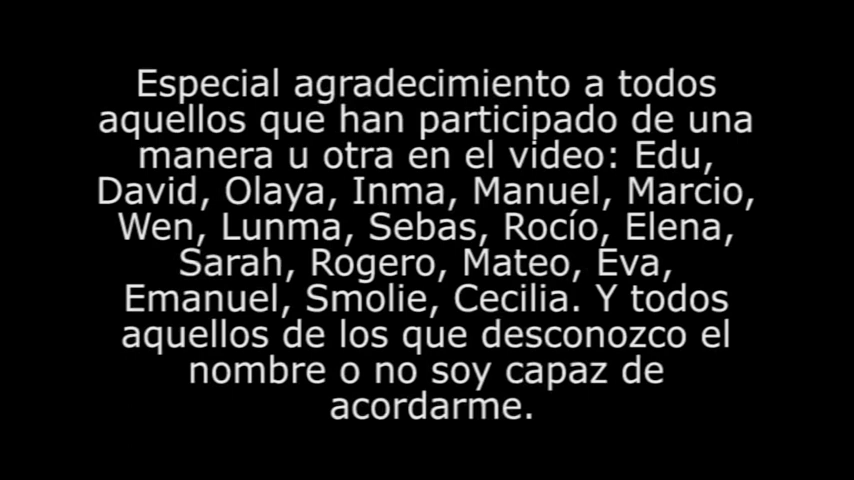 Especial agradecimiento a todos
aquellos que han participado de una
manera u otra en el video: Edu,
David, Olaya, Inma, Manuel, Marcio,
Wen, Lunma, Sebas, Rocío, Elena,
Sarah, Rogero, Mateo, Eva,
Emanuel, Smolie, Cecilia. Y todos
aquellos de los que desconozco el
nombre o no soy capaz de
acordarme.